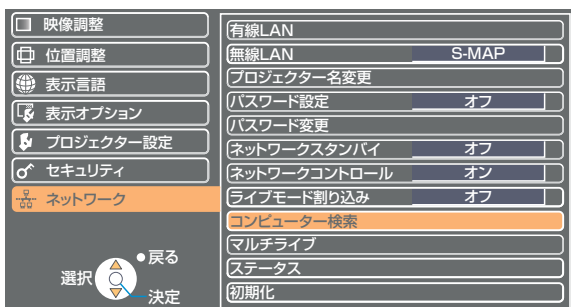 映像調整
位置調整
表示言語
表示オプション
プロジェクター設定
セキュリティ
ネットワーク
戻る
選択
決定
有線LAN
無線LAN S-MAP
プロジェクター名変更
パスワード設定 オフ
パスワード変更
ネットワークスタンバイ オフ
ネットワークコントロール オン
ライブモード割り込み オフ
コンピューター検索
マルチライブ
ステータス
初期化